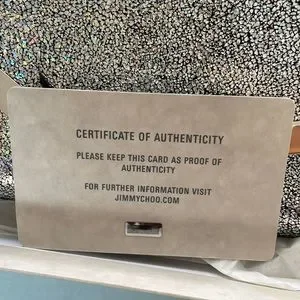 CERTIFICATE OF AUTHENTICITY
PLEASE KEEP THIS CARD AS PROOF OF
AUTHENTICITY
FOR FURTHER INFORMATION VISIT
JIMMYCHOO.COM